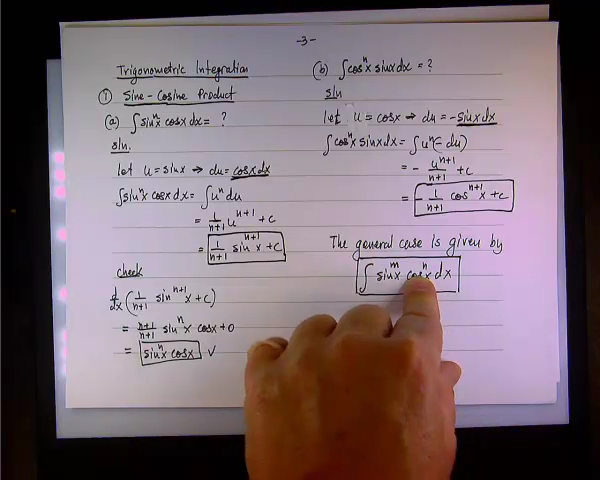 -3-
Trigonometric Integration
① Sine-Cosine Product
(a) ∫sinⁿx cosx dx = ?
sln.
let u = sinx → du = cosx dx
∫sinⁿx cosx dx = ∫uⁿ du
= 1/(n+1) uⁿ⁺¹ + c
= 1/(n+1) sinⁿ⁺¹x + c
check
d/dx (1/(n+1) sinⁿ⁺¹x + c)
= (n+1)/(n+1) sinⁿx cosx + 0
= sinⁿx cosx ✓
(b) ∫cosⁿx sinx dx = ?
sln
let u = cosx → du = -sinx dx
∫cosⁿx sinx dx = ∫uⁿ(-du)
= - uⁿ⁺¹/(n+1) + c
= - 1/(n+1) cosⁿ⁺¹x + c
The general case is given by
∫ sinᵐx cosⁿx dx